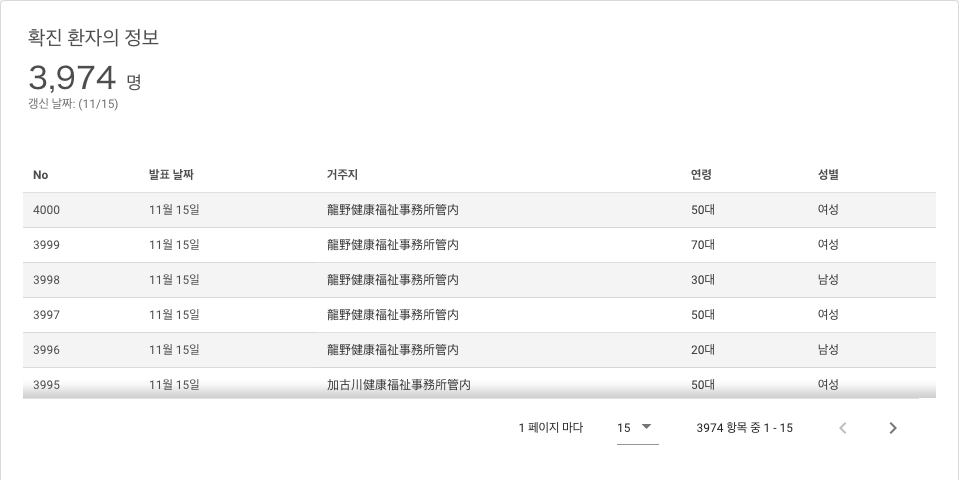 확진 환자의 정보
3,974 명
갱신 날짜: (11/15)
No 발표 날짜 거주지 연령 성별
4000 11월 15일 龍野健康福祉事務所管内 50대 여성
3999 11월 15일 龍野健康福祉事務所管内 70대 여성
3998 11월 15일 龍野健康福祉事務所管内 30대 남성
3997 11월 15일 龍野健康福祉事務所管内 50대 여성
3996 11월 15일 龍野健康福祉事務所管内 20대 남성
3995 11월 15일 加古川健康福祉事務所管内 50대 여성
1 페이지 마다 15 3974 항목 중 1 - 15